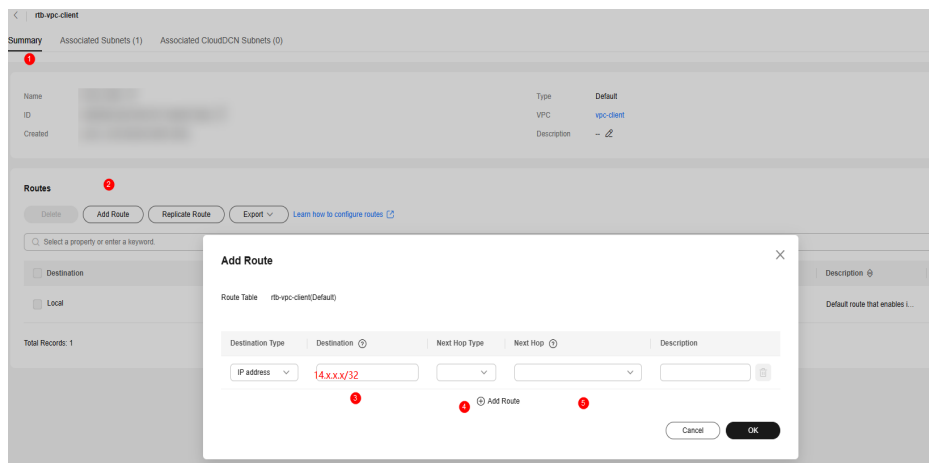 < rtb-vpc-client
Summary Associated Subnets (1) Associated CloudDCN Subnets (0)
1
Name Type Default
ID VPC vpc-client
Created Description --
Routes 2
Delete Add Route Replicate Route Export Learn how to configure routes
Select a property or enter a keyword.
Destination Description
Local Default route that enables i...
Total Records: 1
Add Route
Route Table rtb-vpc-client(Default)
Destination Type Destination Next Hop Type Next Hop Description
IP address 14.x.x.x/32
3 4 Add Route 5
Cancel OK